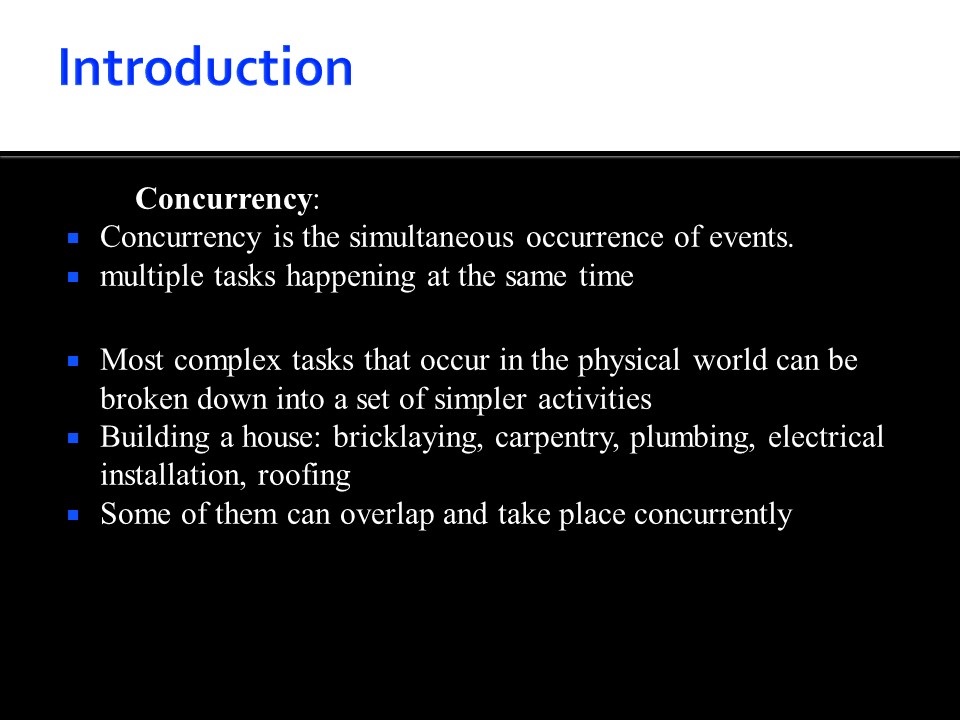 Introduction
Concurrency:
Concurrency is the simultaneous occurrence of events.
multiple tasks happening at the same time
Most complex tasks that occur in the physical world can be
broken down into a set of simpler activities
Building a house: bricklaying, carpentry, plumbing, electrical
installation, roofing
Some of them can overlap and take place concurrently